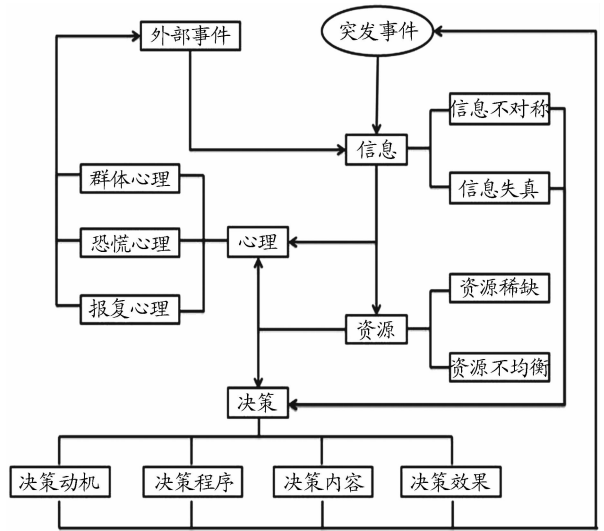 外部事件
突发事件
信息不对称
信息
群体心理
信息失真
恐慌心理
心理
资源稀缺
报复心理
资源
资源不均衡
决策
决策动机
决策程序
决策内容
决策效果